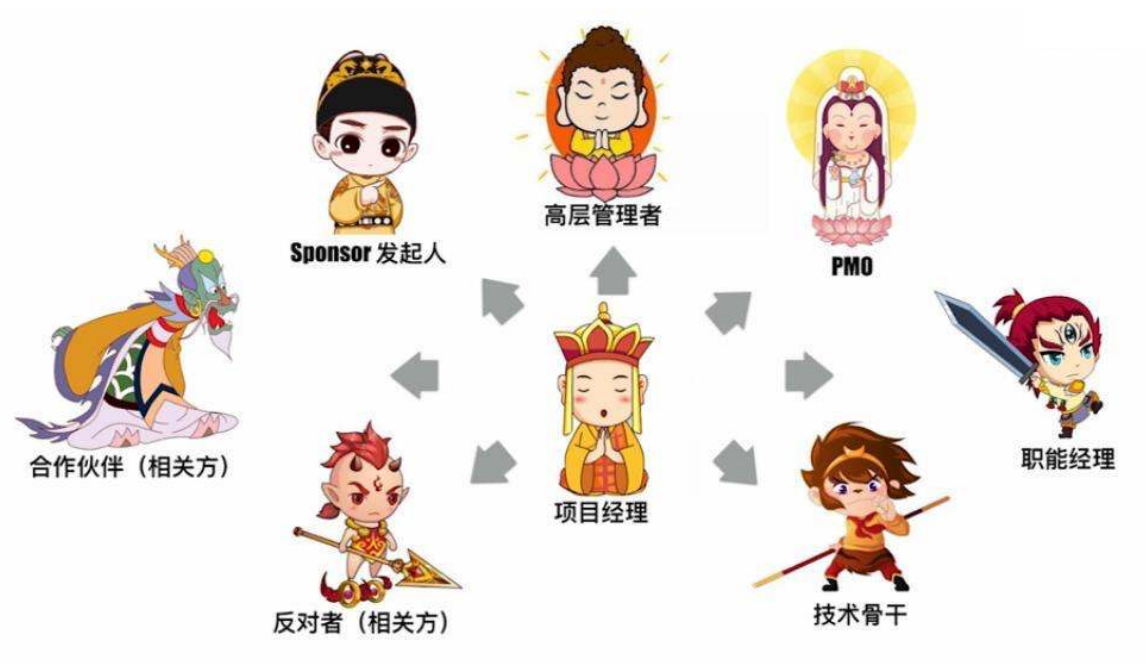 高层管理者
Sponsor 发起人
PMO
合作伙伴（相关方）
职能经理
项目经理
反对者（相关方）
技术骨干